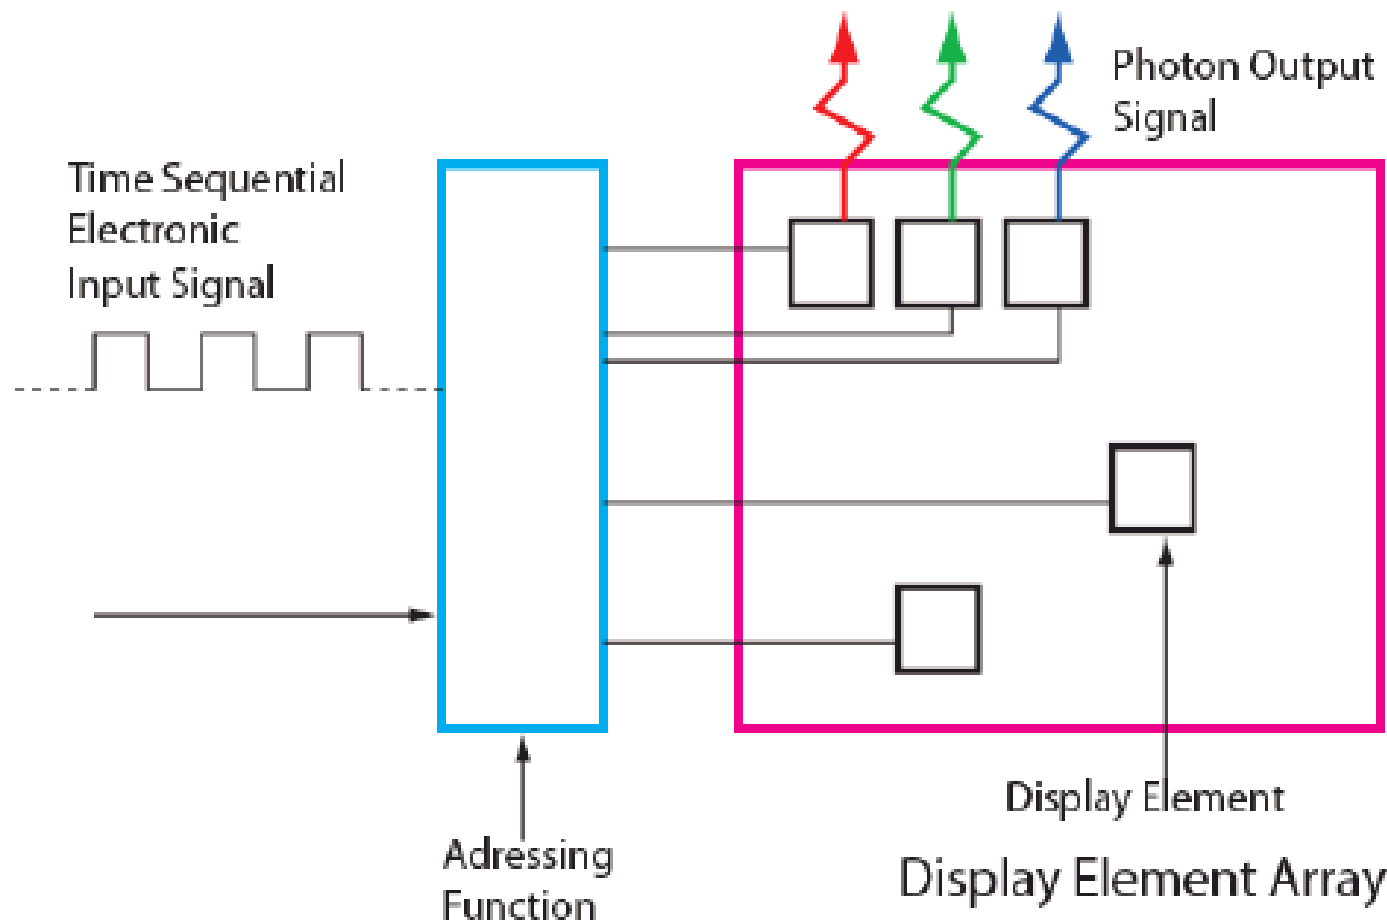 Photon Output
Signal
Time Sequential
Electronic
Input Signal
Display Element
Adressing
Function
Display Element Array